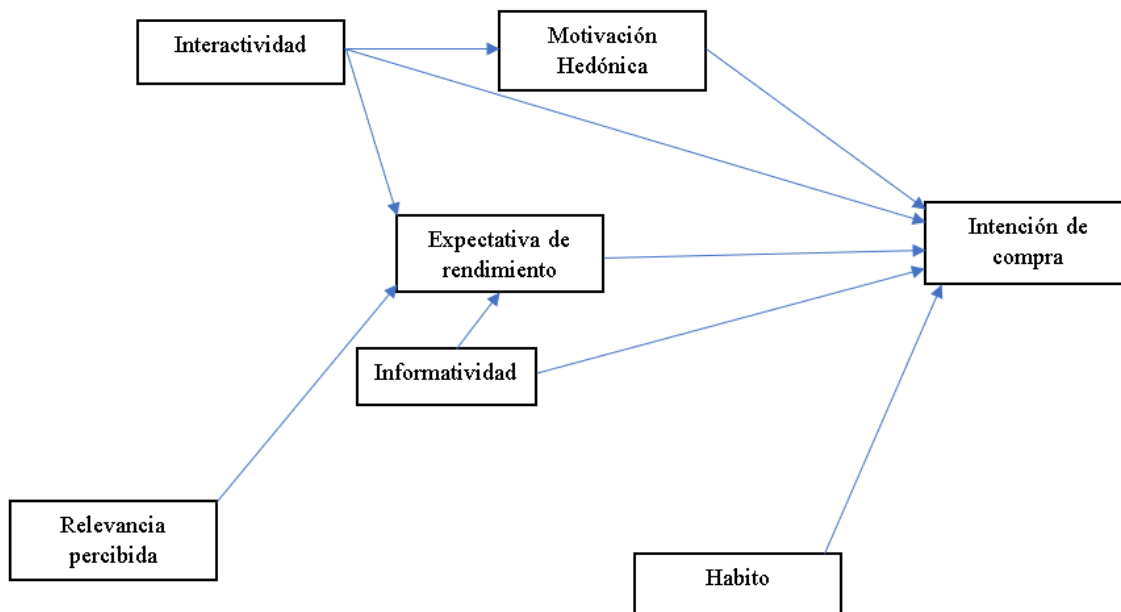 Interactividad
Motivación
Hedónica
Expectativa de
rendimiento
Intención de
compra
Informatividad
Relevancia
percibida
Habito